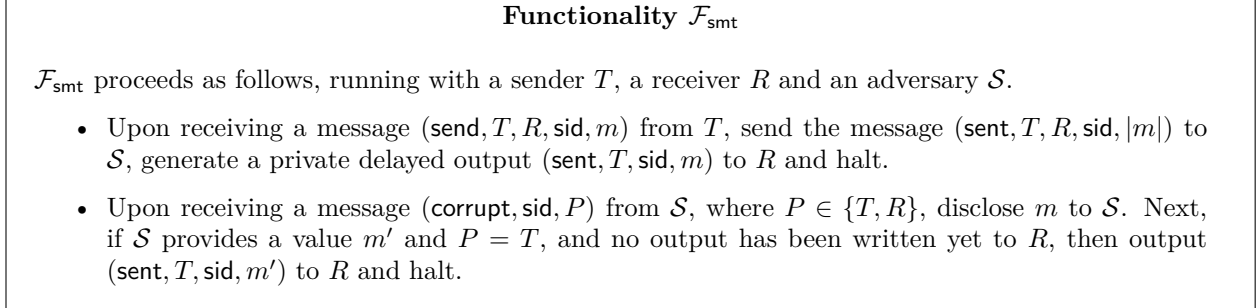 Functionality 𝓕smt
𝓕smt proceeds as follows, running with a sender T, a receiver R and an adversary 𝒮.
• Upon receiving a message (send, T, R, sid, m) from T, send the message (sent, T, R, sid, |m|) to
𝒮, generate a private delayed output (sent, T, sid, m) to R and halt.
• Upon receiving a message (corrupt, sid, P) from 𝒮, where P ∈ {T, R}, disclose m to 𝒮. Next,
if 𝒮 provides a value m′ and P = T, and no output has been written yet to R, then output
(sent, T, sid, m′) to R and halt.